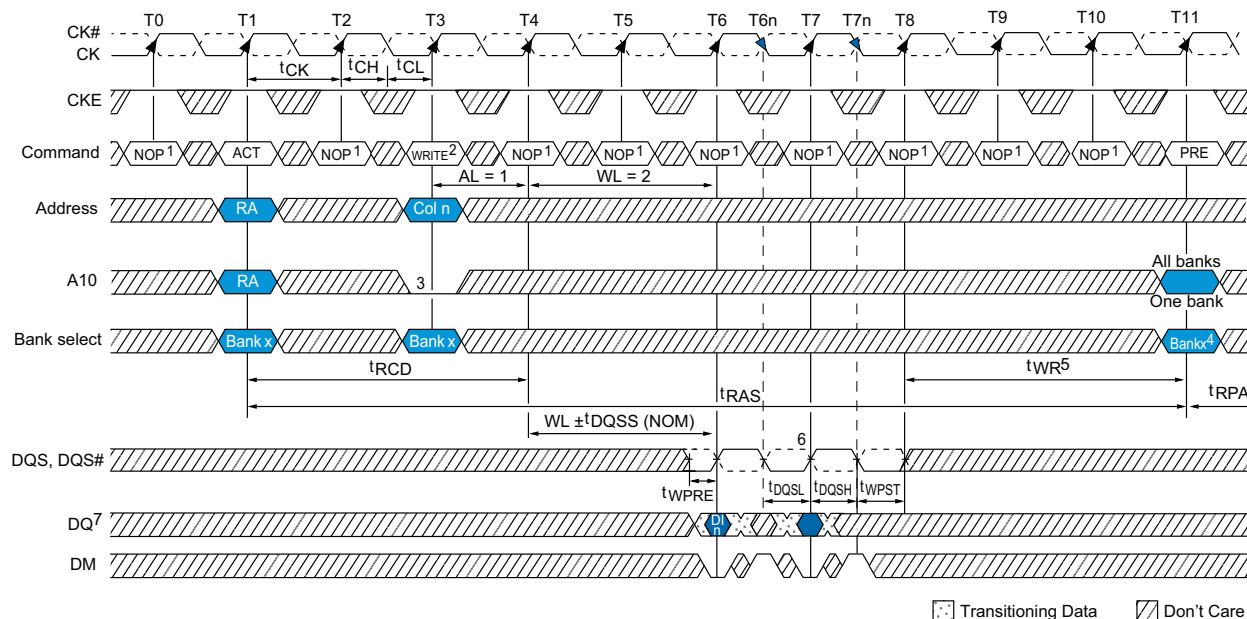 T0 T1 T2 T3 T4 T5 T6 T6n T7 T7n T8 T9 T10 T11
CK#
CK
tCK tCH tCL
CKE
Command NOP1 ACT NOP1 WRITE2 NOP1 NOP1 NOP1 NOP1 NOP1 NOP1 NOP1 PRE
AL = 1 WL = 2
Address RA Col n
All banks
A10 RA 3
One bank
Bank select Bank x Bank x Bankx4
tRCD tWR5
tRAS tRPA
WL ±tDQSS (NOM)
6
DQS, DQS#
tWPRE tDQSL tDQSH tWPST
DQ7 DI n
DM
Transitioning Data Don't Care